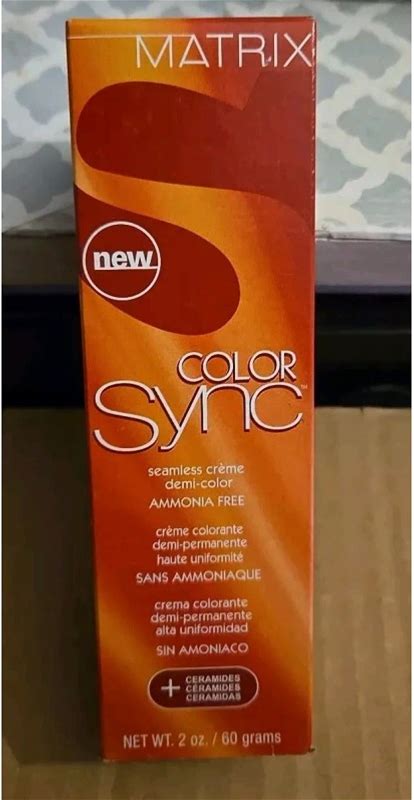 MATRIX
new
COLOR
Sync™
seamless crème
demi-color
AMMONIA FREE
crème colorante
demi-permanente
haute uniformité
SANS AMMONIAQUE
crema colorante
demi-permanente
alta uniformidad
SIN AMONIACO
+ CERAMIDES
CÉRAMIDES
CERAMIDAS
NET WT. 2 oz. / 60 grams